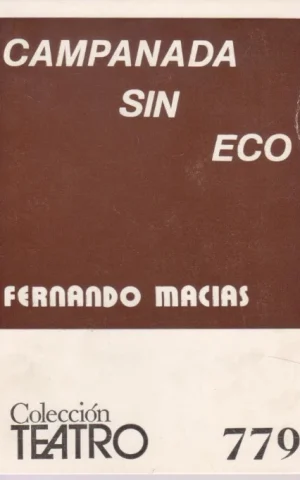 CAMPANADA
SIN
ECO
FERNANDO MACIAS
Colección
TEATRO
779